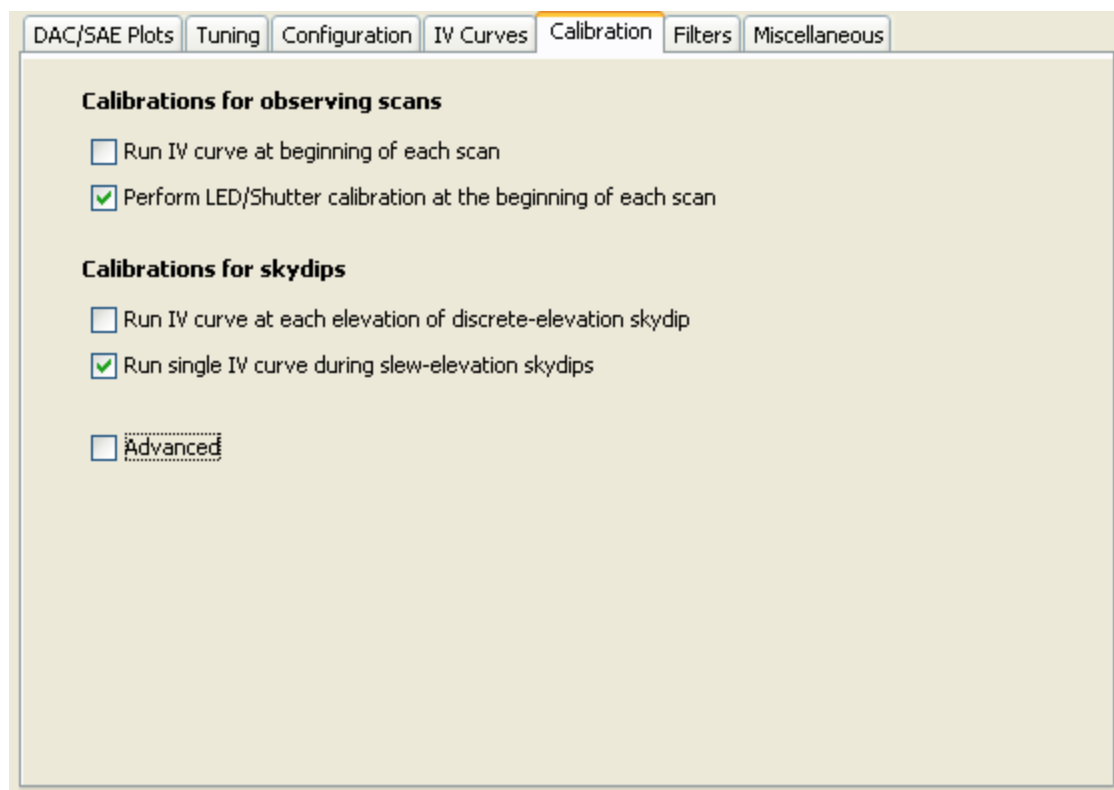 DAC/SAE Plots Tuning Configuration IV Curves Calibration Filters Miscellaneous
Calibrations for observing scans
Run IV curve at beginning of each scan
Perform LED/Shutter calibration at the beginning of each scan
Calibrations for skydips
Run IV curve at each elevation of discrete-elevation skydip
Run single IV curve during slew-elevation skydips
Advanced